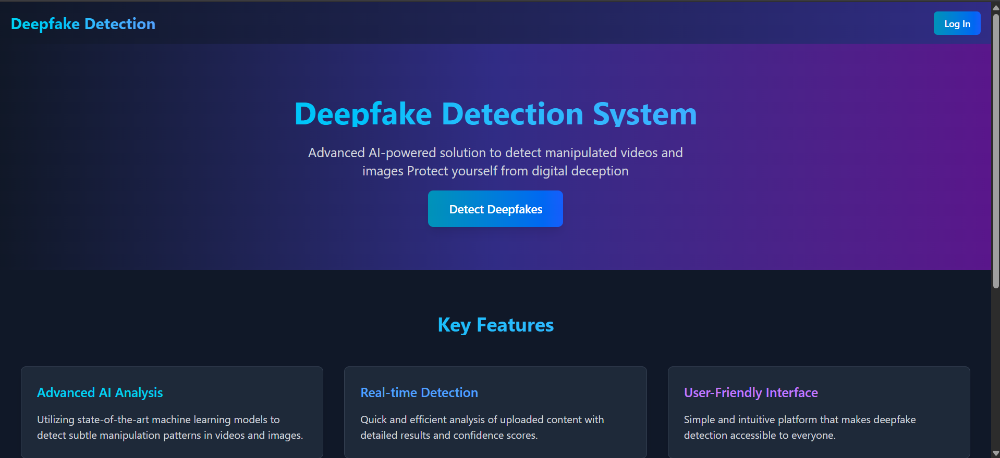 Deepfake Detection
Log In
Deepfake Detection System
Advanced AI-powered solution to detect manipulated videos and
images Protect yourself from digital deception
Detect Deepfakes
Key Features
Advanced AI Analysis
Utilizing state-of-the-art machine learning models to
detect subtle manipulation patterns in videos and images.
Real-time Detection
Quick and efficient analysis of uploaded content with
detailed results and confidence scores.
User-Friendly Interface
Simple and intuitive platform that makes deepfake
detection accessible to everyone.